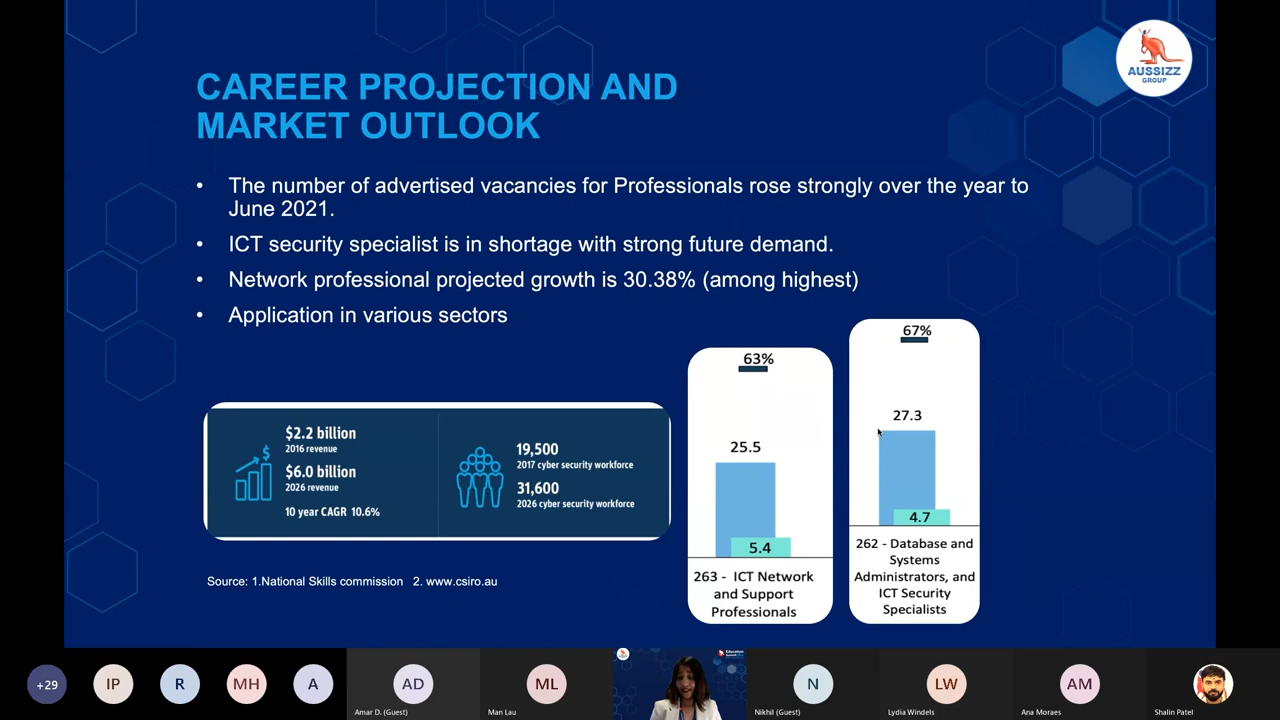 CAREER PROJECTION AND
MARKET OUTLOOK
AUSSIZZ
GROUP
• The number of advertised vacancies for Professionals rose strongly over the year to
June 2021.
• ICT security specialist is in shortage with strong future demand.
• Network professional projected growth is 30.38% (among highest)
• Application in various sectors
$2.2 billion
2016 revenue
$6.0 billion
2026 revenue
10 year CAGR 10.6%
19,500
2017 cyber security workforce
31,600
2026 cyber security workforce
63%
25.5
5.4
263 - ICT Network
and Support
Professionals
67%
27.3
4.7
262 - Database and
Systems
Administrators, and
ICT Security
Specialists
Source: 1.National Skills commission 2. www.csiro.au
+29
IP
R
MH
A
AD
Amar D. (Guest)
ML
Man Lau
N
Nikhil (Guest)
LW
Lydia Windels
AM
Ana Moraes
Shalin Patel